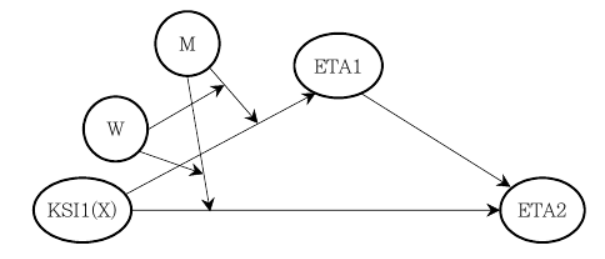 M
ETA1
W
KSI1(X)
ETA2